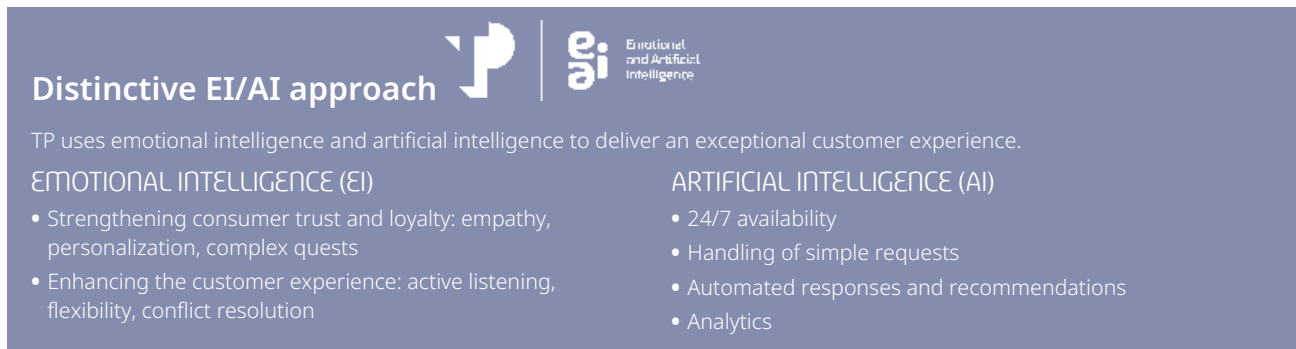 Distinctive EI/AI approach
TP
eai
Emotional
and Artificial
Intelligence
TP uses emotional intelligence and artificial intelligence to deliver an exceptional customer experience.
EMOTIONAL INTELLIGENCE (EI)
• Strengthening consumer trust and loyalty: empathy,
personalization, complex quests
• Enhancing the customer experience: active listening,
flexibility, conflict resolution
ARTIFICIAL INTELLIGENCE (AI)
• 24/7 availability
• Handling of simple requests
• Automated responses and recommendations
• Analytics